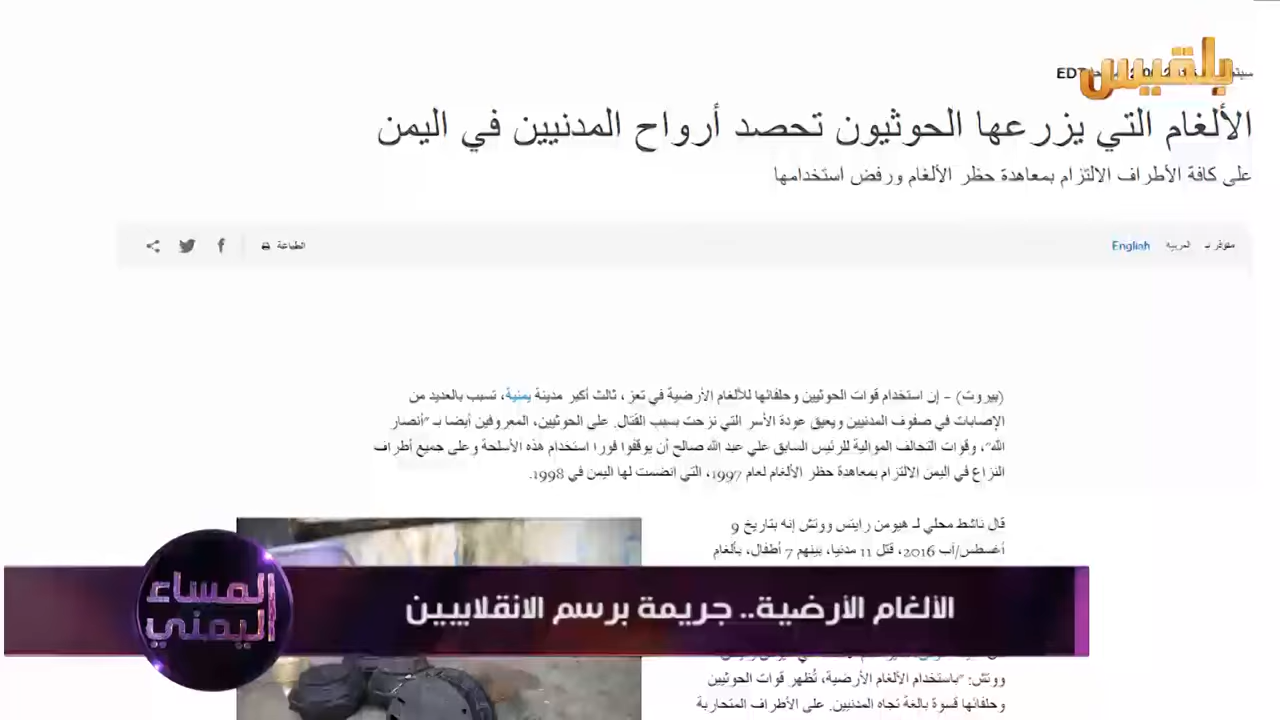 بلقيس
EDT
الألغام التي يزرعها الحوثيون تحصد أرواح المدنيين في اليمن
على كافة الأطراف الالتزام بمعاهدة حظر الألغام ورفض استخدامها
متوفر بـ العربية English
الطباعة
(بيروت) – إن استخدام قوات الحوثيين وحلفائها للألغام الأرضية في تعز، ثالث أكبر مدينة يمنية، تسبب بالعديد من
الإصابات في صفوف المدنيين ويعيق عودة الأسر التي نزحت بسبب القتال. على الحوثيين، المعروفين أيضا بـ "أنصار
الله"، وقوات التحالف الموالية للرئيس السابق علي عبد الله صالح أن يوقفوا فورا استخدام هذه الأسلحة وعلى جميع أطراف
النزاع في اليمن الالتزام بمعاهدة حظر الألغام لعام 1997، التي انضمت لها اليمن في 1998.
قال ناشط محلي لـ هيومن رايتس ووتش إنه بتاريخ 9
أغسطس/آب 2016، قتل 11 مدنيا، بينهم 7 أطفال، بألغام
المساء
اليمني
الألغام الأرضية.. جريمة برسم الانقلابيين
ووتش: "باستخدام الألغام الأرضية، تُظهر قوات الحوثيين
وحلفائها قسوة بالغة تجاه المدنيين. على الأطراف المتحاربة